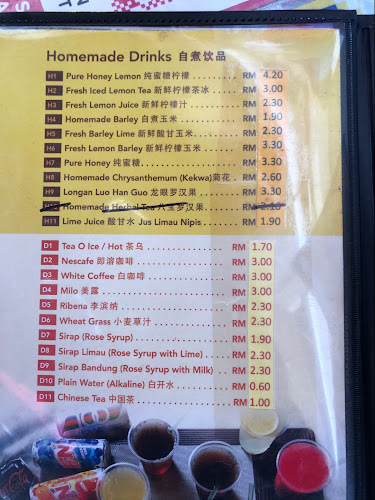 Homemade Drinks 自煮饮品
H1 Pure Honey Lemon 纯蜜糖柠檬 .......... RM 4.20
H2 Fresh Iced Lemon Tea 新鲜柠檬茶冰 ..... RM 3.00
H3 Fresh Lemon Juice 新鲜柠檬汁 .......... RM 2.30
H4 Homemade Barley 自煮玉米 ............ RM 1.90
H5 Fresh Barley Lime 新鲜酸甘玉米 ........ RM 2.30
H6 Fresh Lemon Barley 新鲜柠檬玉米 ...... RM 3.30
H7 Pure Honey 纯蜜糖 .................. RM 3.30
H8 Homemade Chrysanthemum (Kekwa)菊花 . RM 2.60
H9 Longan Luo Han Guo 龙眼罗汉果 ....... RM 3.30
H10 Homemade Herbal Tea 八宝罗汉果 ...... RM 2.10
H11 Lime Juice 酸甘水 Jus Limau Nipis ....... RM 1.90
D1 Tea O Ice / Hot 茶乌 ................. RM 1.70
D2 Nescafe 即溶咖啡 ................... RM 3.00
D3 White Coffee 白咖啡 ................. RM 3.00
D4 Milo 美露 ......................... RM 3.00
D5 Ribena 李滨纳 ..................... RM 2.30
D6 Wheat Grass 小麦草汁 ............... RM 2.30
D7 Sirap (Rose Syrup) .................. RM 1.90
D8 Sirap Limau (Rose Syrup with Lime) ..... RM 2.30
D9 Sirap Bandung (Rose Syrup with Milk) ... RM 2.30
D10 Plain Water (Alkaline) 白开水 .......... RM 0.60
D11 Chinese Tea 中国茶 ................. RM 1.00